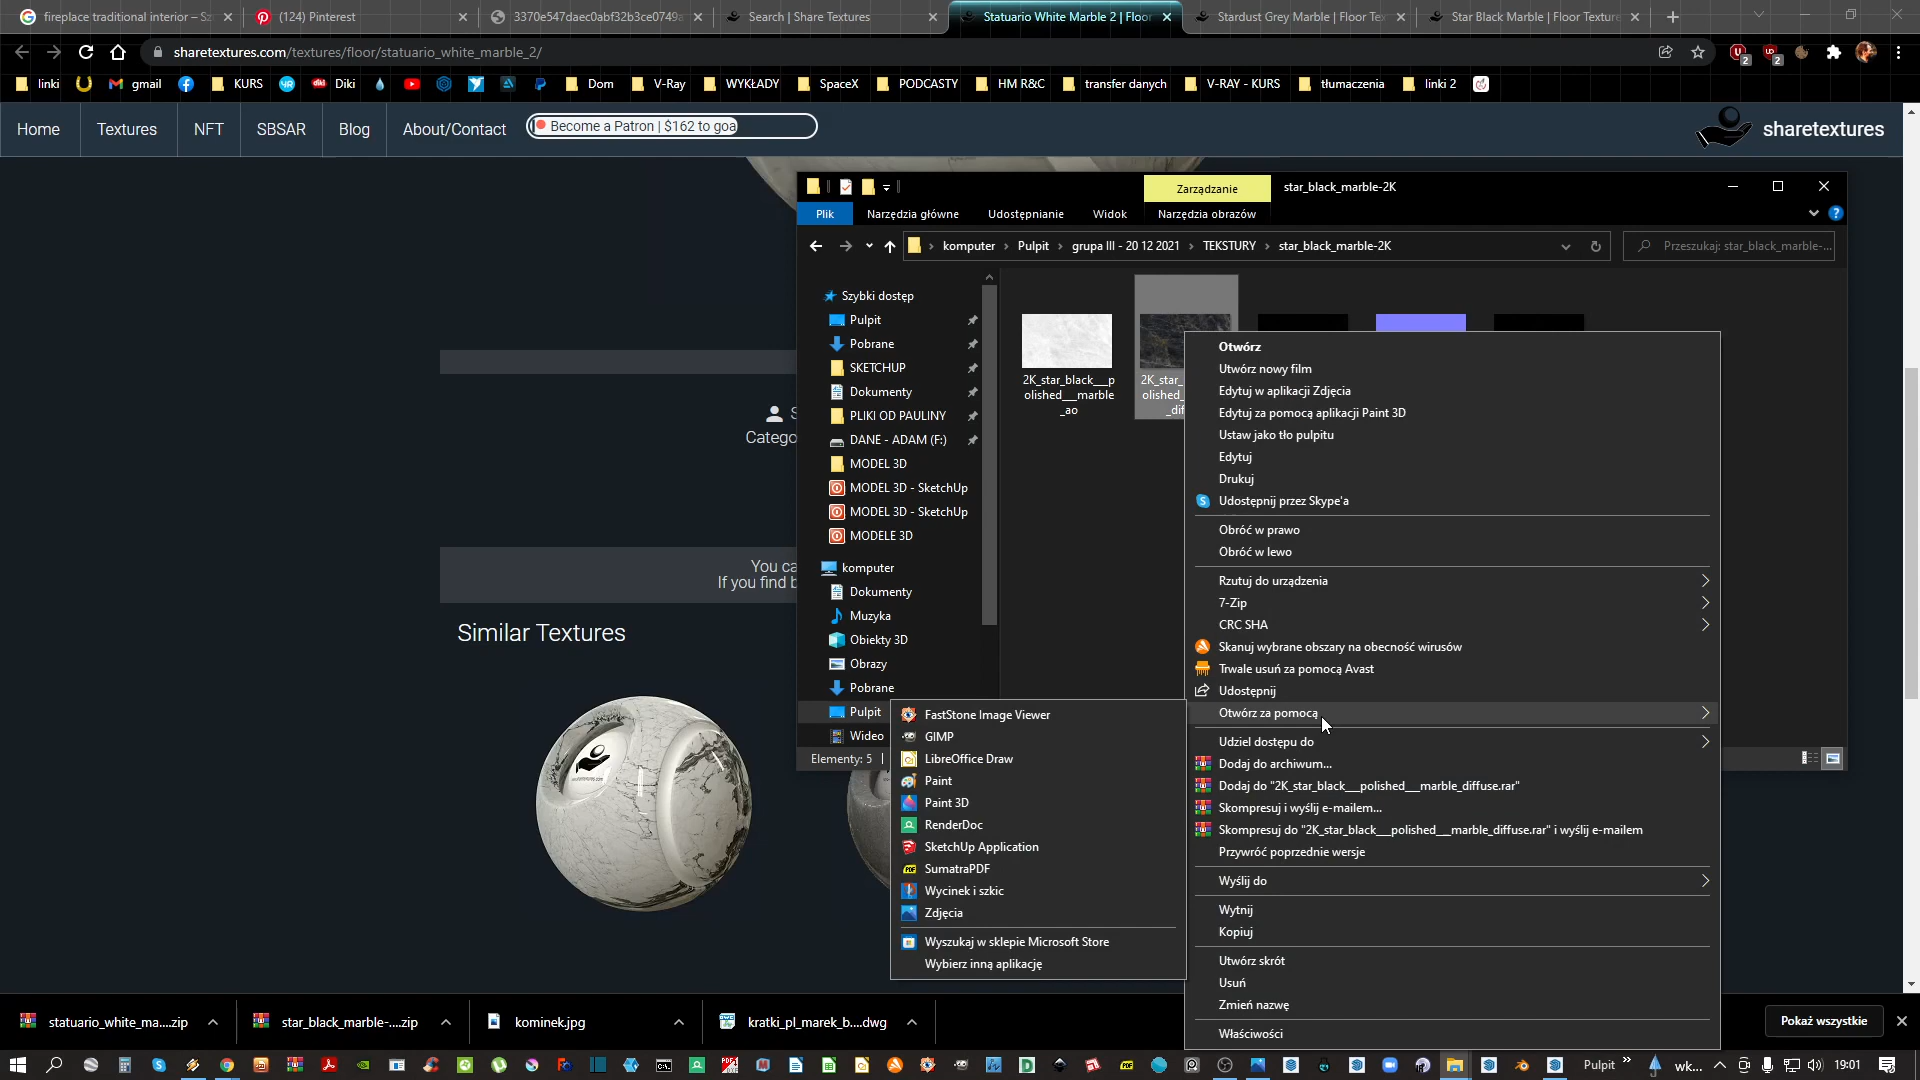 fireplace traditional interior – Sz
(124) Pinterest
3370e547daec0abf32b3ce0749a
Search | Share Textures
Statuario White Marble 2 | Floor
Stardust Grey Marble | Floor Tex
Star Black Marble | Floor Texture
sharetextures.com/textures/floor/statuario_white_marble_2/
linki
gmail
KURS
Diki
Dom
V-Ray
WYKŁADY
SpaceX
PODCASTY
HM R&C
transfer danych
V-RAY - KURS
tłumaczenia
linki 2
Home
Textures
NFT
SBSAR
Blog
About/Contact
Become a Patron | $162 to goa
sharetextures
Zarządzanie
star_black_marble-2K
Plik
Narzędzia główne
Udostępnianie
Widok
Narzędzia obrazów
komputer
Pulpit
grupa III - 20 12 2021
TEKSTURY
star_black_marble-2K
Przeszukaj: star_black_marble-...
Szybki dostęp
Pulpit
Pobrane
SKETCHUP
Dokumenty
PLIKI OD PAULINY
DANE - ADAM (F:)
MODEL 3D
MODEL 3D - SketchUp
MODEL 3D - SketchUp
MODELE 3D
komputer
Dokumenty
Muzyka
Obiekty 3D
Obrazy
Pobrane
Pulpit
Wideo
Elementy: 5
2K_star_black__p
olished__marble
_ao
2K_star_
olished_
_dif
Otwórz
Utwórz nowy film
Edytuj w aplikacji Zdjęcia
Edytuj za pomocą aplikacji Paint 3D
Ustaw jako tło pulpitu
Edytuj
Drukuj
Udostępnij przez Skype'a
Obróć w prawo
Obróć w lewo
Rzutuj do urządzenia
7-Zip
CRC SHA
Skanuj wybrane obszary na obecność wirusów
Trwale usuń za pomocą Avast
Udostępnij
Otwórz za pomocą
Udziel dostępu do
Dodaj do archiwum...
Dodaj do "2K_star_black__polished__marble_diffuse.rar"
Skompresuj i wyślij e-mailem...
Skompresuj do "2K_star_black__polished__marble_diffuse.rar" i wyślij e-mailem
Przywróć poprzednie wersje
Wyślij do
Wytnij
Kopiuj
Utwórz skrót
Usuń
Zmień nazwę
Właściwości
FastStone Image Viewer
GIMP
LibreOffice Draw
Paint
Paint 3D
RenderDoc
SketchUp Application
SumatraPDF
Wycinek i szkic
Zdjęcia
Wyszukaj w sklepie Microsoft Store
Wybierz inną aplikację
S
Catego
You ca
If you find b
Similar Textures
statuario_white_ma....zip
star_black_marble-....zip
kominek.jpg
kratki_pl_marek_b....dwg
Pokaż wszystkie
Pulpit
wk...
19:01